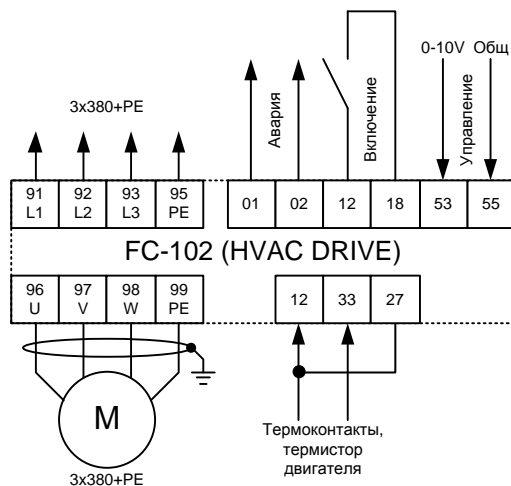 0-10V Общ
3x380+PE
Авария
Включение
Управление
91 92 93 95
L1 L2 L3 PE
01 02 12 18 53 55
FC-102 (HVAC DRIVE)
96 97 98 99
U V W PE
12 33 27
M
Термоконтакты,
термистор
двигателя
3x380+PE